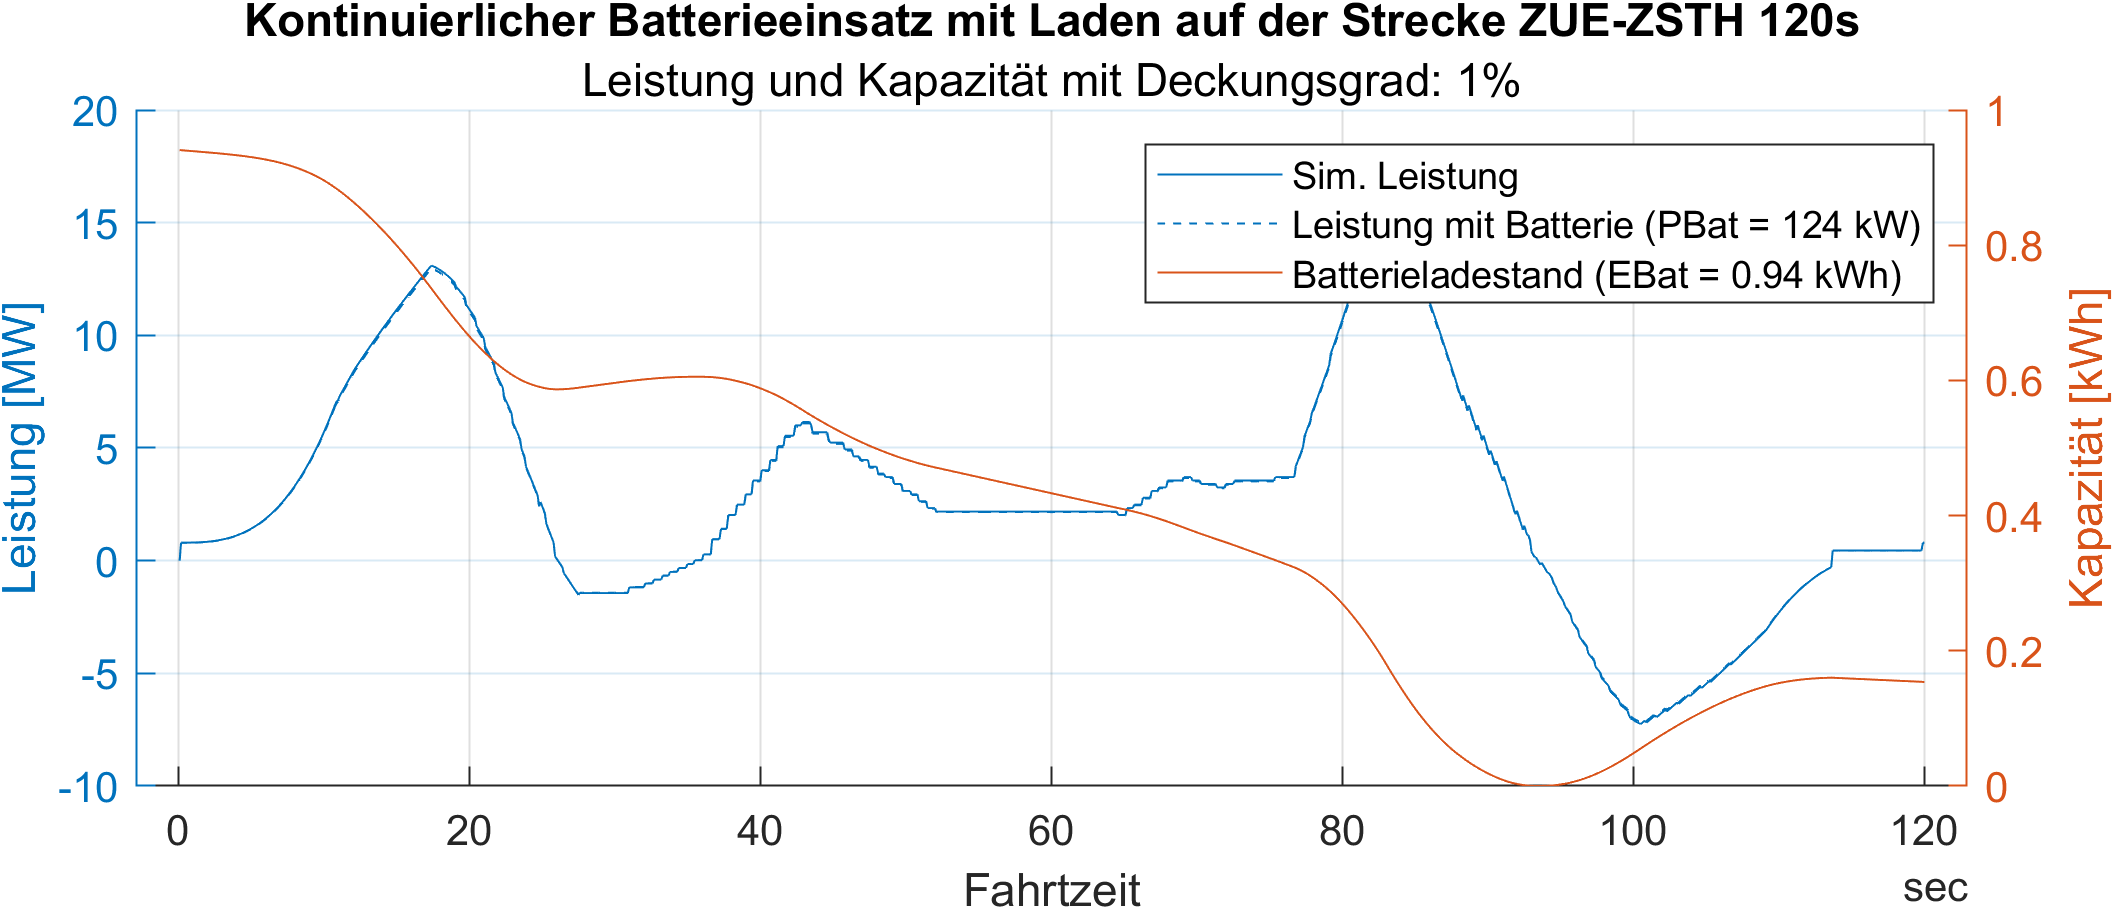 Kontinuierlicher Batterieeinsatz mit Laden auf der Strecke ZUE-ZSTH 120s
Leistung und Kapazität mit Deckungsgrad: 1%
Leistung [MW]
20
15
10
5
0
-5
-10
Sim. Leistung
Leistung mit Batterie (PBat = 124 kW)
Batterieladestand (EBat = 0.94 kWh)
1
0.8
0.6
0.4
0.2
0
Kapazität [kWh]
0 20 40 60 80 100 120
Fahrtzeit
sec